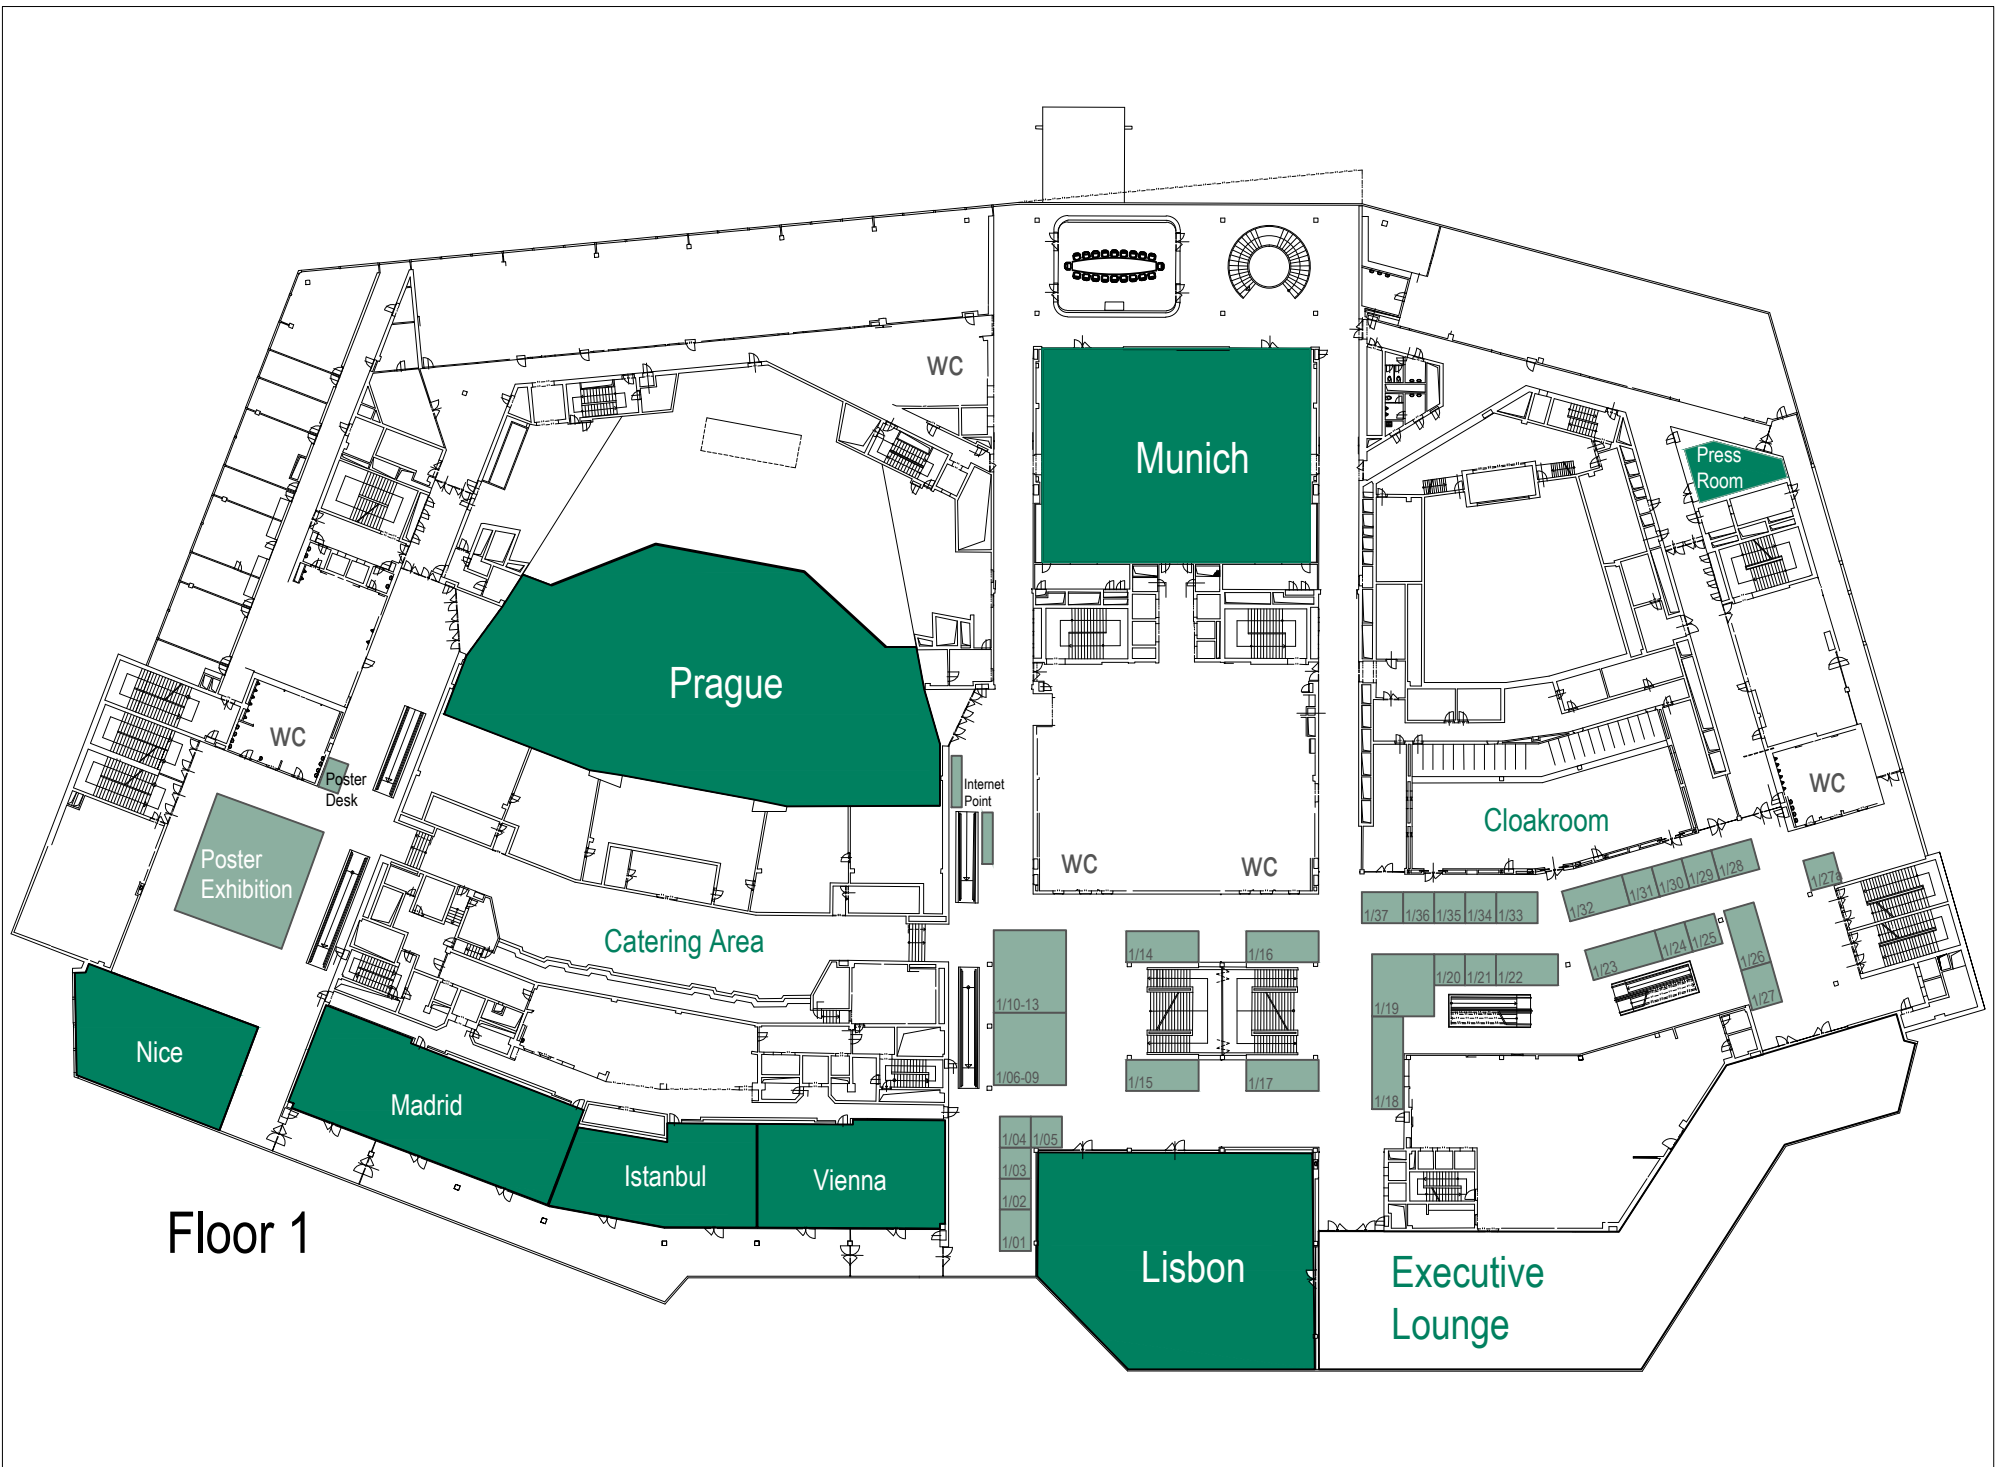 WC
Munich
Press
Room
Prague
WC
Poster
Desk
Internet
Point
WC
Cloakroom
Poster
Exhibition
WC
WC
1/28
1/29
1/30
1/31
1/32
1/27a
1/37
1/36
1/35
1/34
1/33
Catering Area
1/14
1/16
1/25
1/24
1/23
1/26
1/27
1/20
1/21
1/22
1/19
1/10-13
1/06-09
1/15
1/17
1/18
Nice
Madrid
1/04
1/05
1/03
Istanbul
Vienna
1/02
1/01
Floor 1
Lisbon
Executive
Lounge